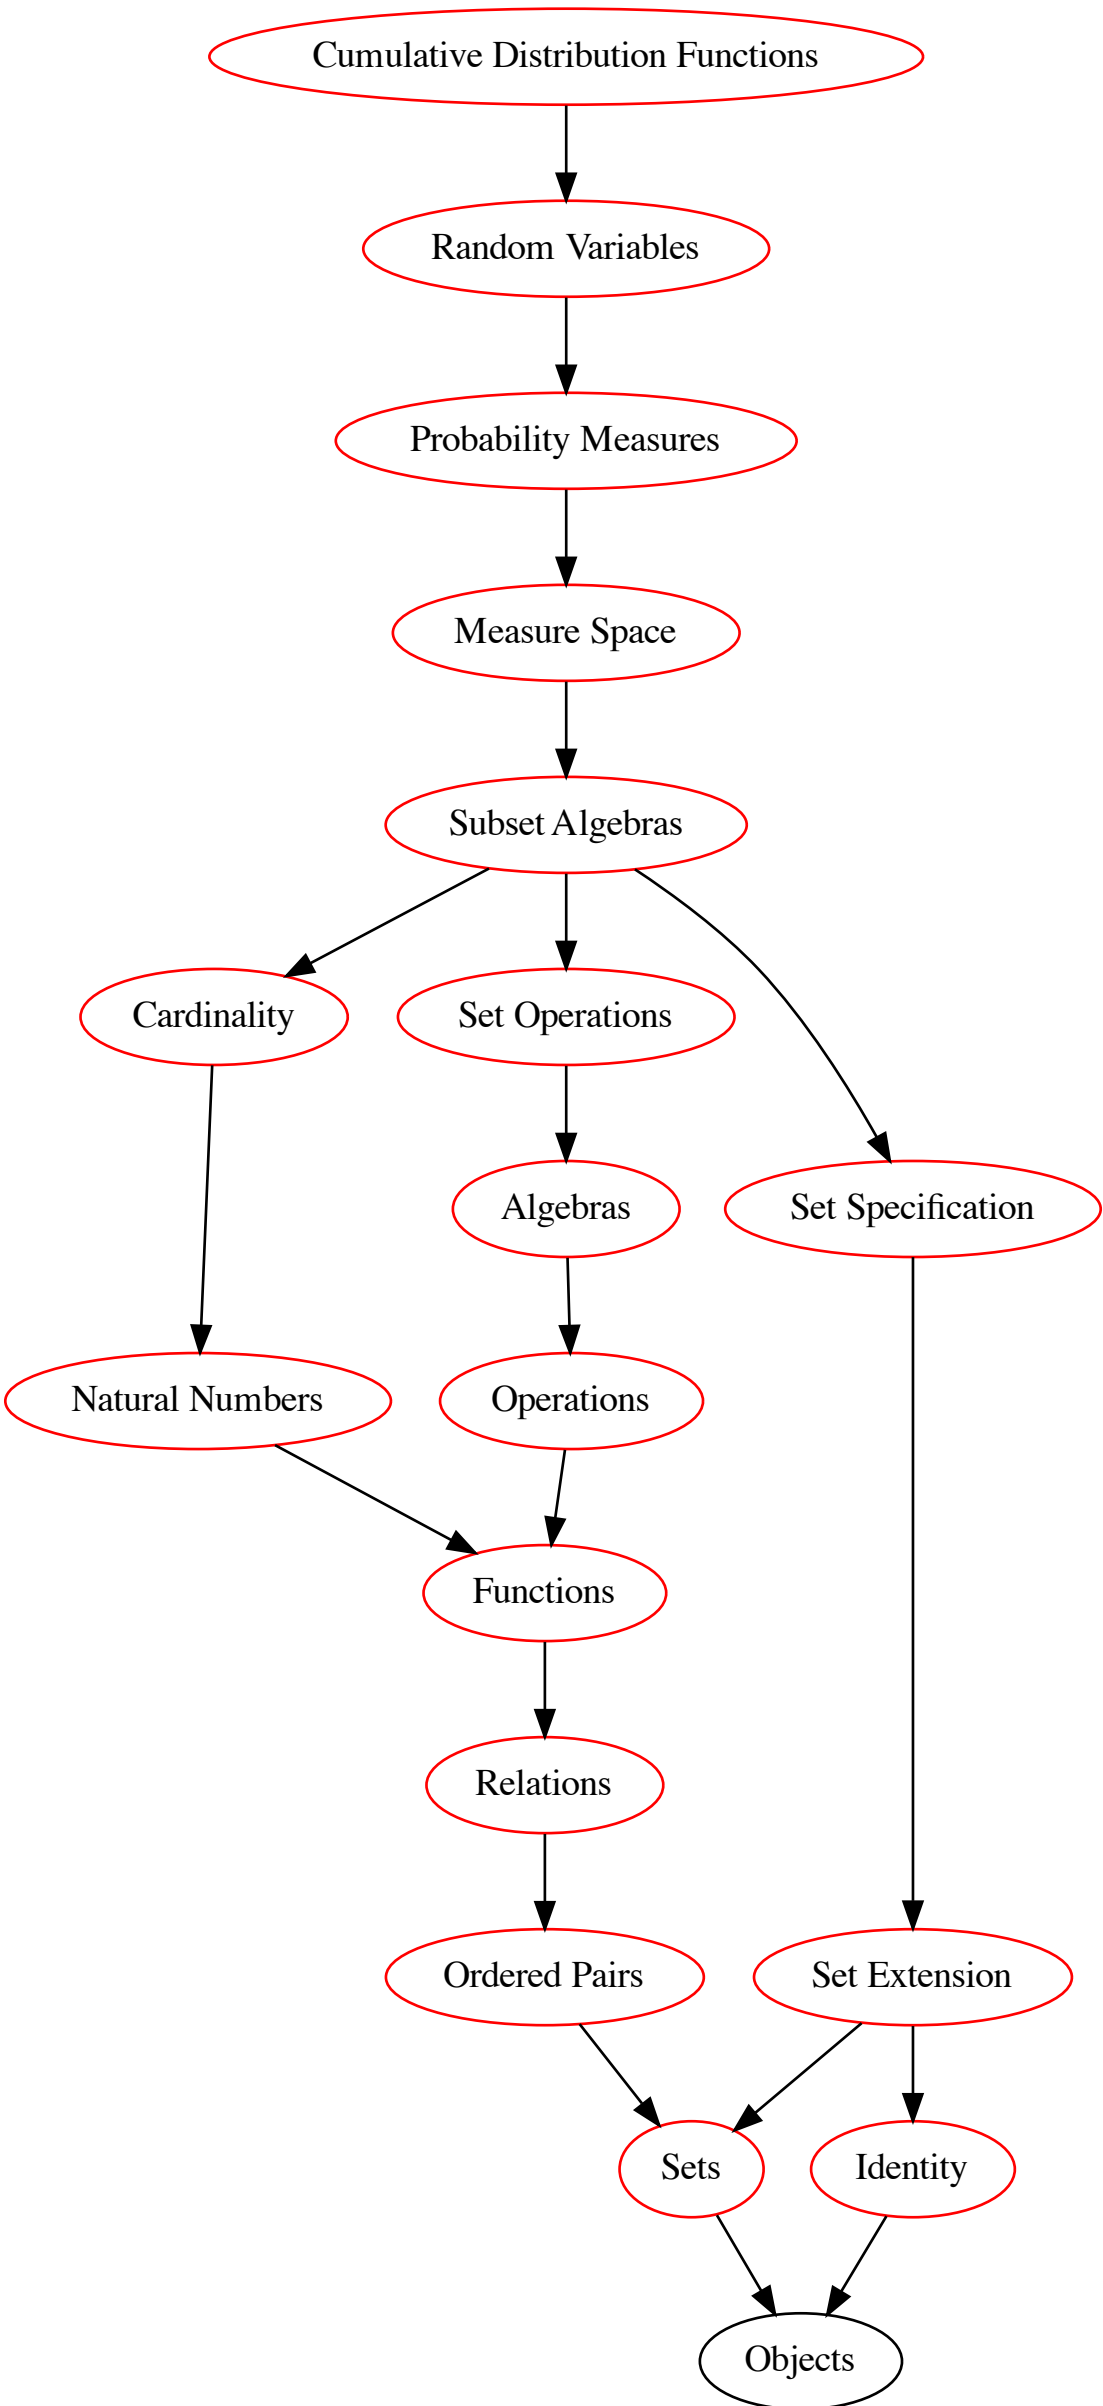 Cumulative Distribution Functions
Random Variables
Probability Measures
Measure Space
Subset Algebras
Cardinality
Set Operations
Algebras
Set Specification
Natural Numbers
Operations
Functions
Relations
Ordered Pairs
Set Extension
Sets
Identity
Objects